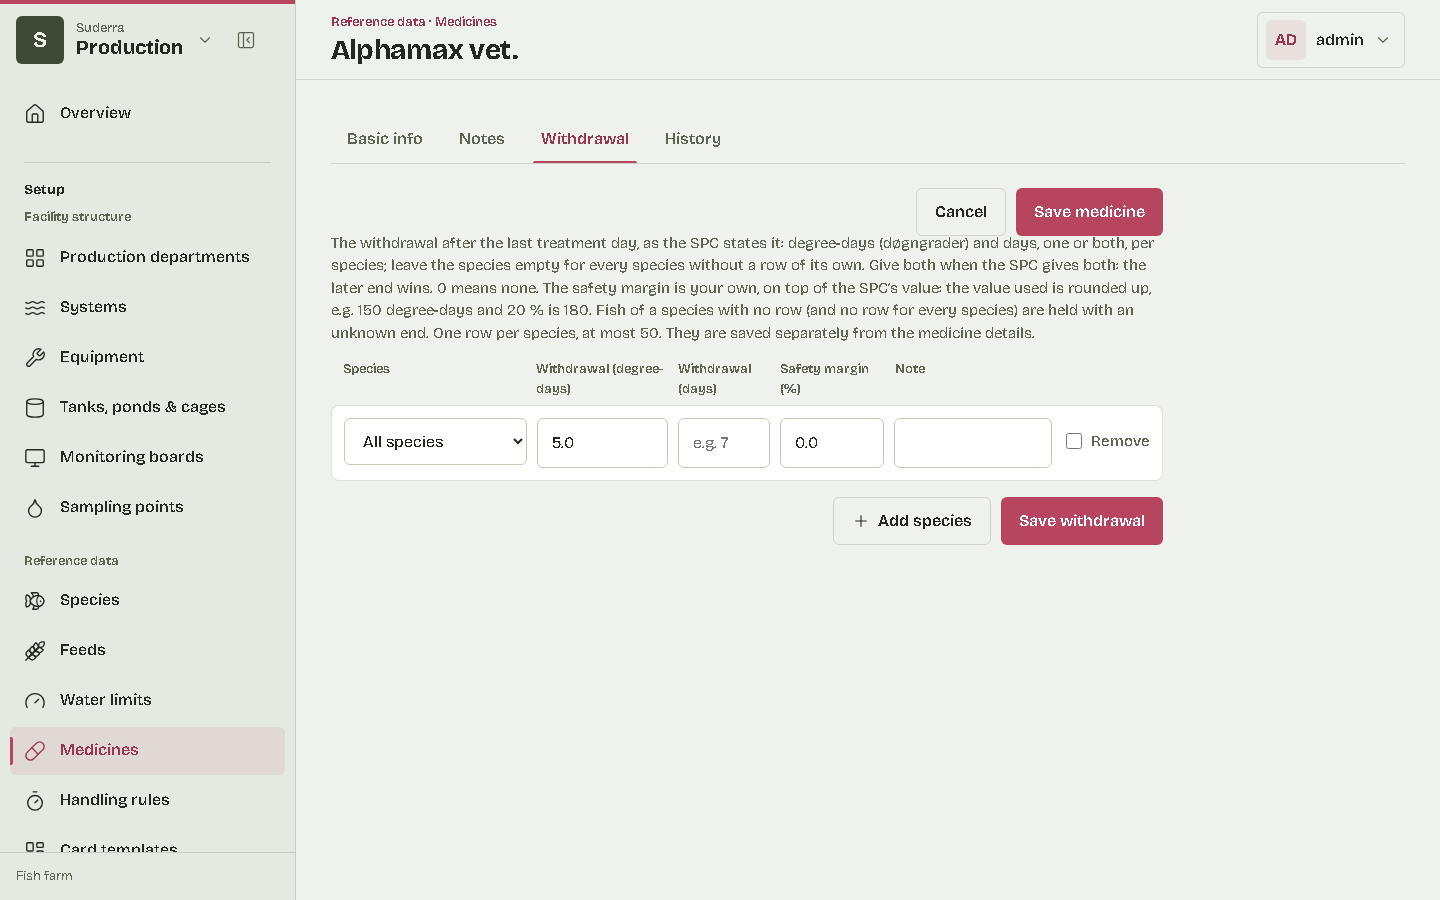 S
Suderra
Production
Overview
Setup
Facility structure
Production departments
Systems
Equipment
Tanks, ponds & cages
Monitoring boards
Sampling points
Reference data
Species
Feeds
Water limits
Medicines
Handling rules
Card templates
Fish farm
Reference data · Medicines
Alphamax vet.
AD
admin
Basic info
Notes
Withdrawal
History
Cancel
Save medicine
The withdrawal after the last treatment day, as the SPC states it: degree-days (døgngrader) and days, one or both, per
species; leave the species empty for every species without a row of its own. Give both when the SPC gives both: the
later end wins. 0 means none. The safety margin is your own, on top of the SPC's value: the value used is rounded up,
e.g. 150 degree-days and 20 % is 180. Fish of a species with no row (and no row for every species) are held with an
unknown end. One row per species, at most 50. They are saved separately from the medicine details.
Species
Withdrawal (degree-
days)
Withdrawal
(days)
Safety margin
(%)
Note
All species
5.0
e.g. 7
0.0
Remove
Add species
Save withdrawal